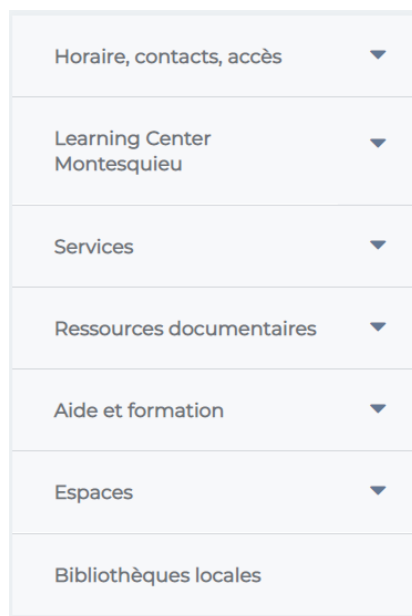 Horaire, contacts, accès
Learning Center
Montesquieu
Services
Ressources documentaires
Aide et formation
Espaces
Bibliothèques locales